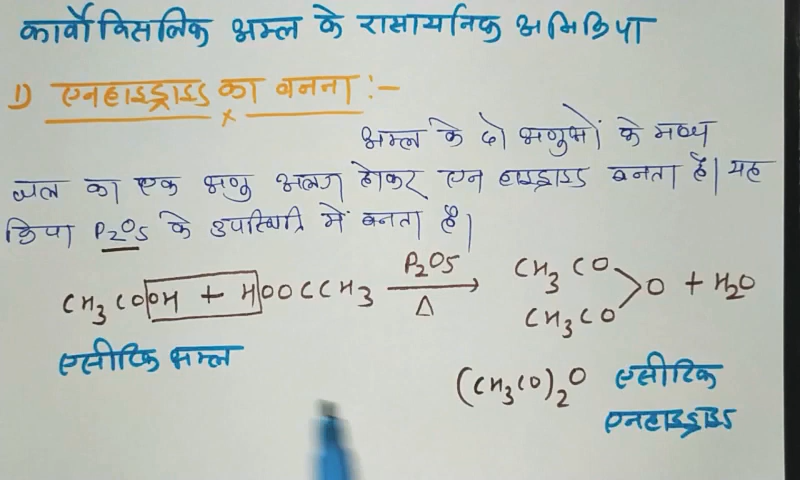 कार्बोक्सिलिक अम्ल के रासायनिक अभिक्रिया
1) एनहाइड्राइड का बनना :-
अम्ल के दो अणुओं के मध्य
जल का एक अणु अलग होकर एन हाइड्राइड बनता है। यह
क्रिया P₂O₅ के उपस्थिति में बनता है।
CH₃COOH + HOOCCH₃ —P₂O₅/Δ→ CH₃CO CH₃CO >O + H₂O
एसीटिक अम्ल
(CH₃CO)₂O एसीटिक
एनहाइड्राइड